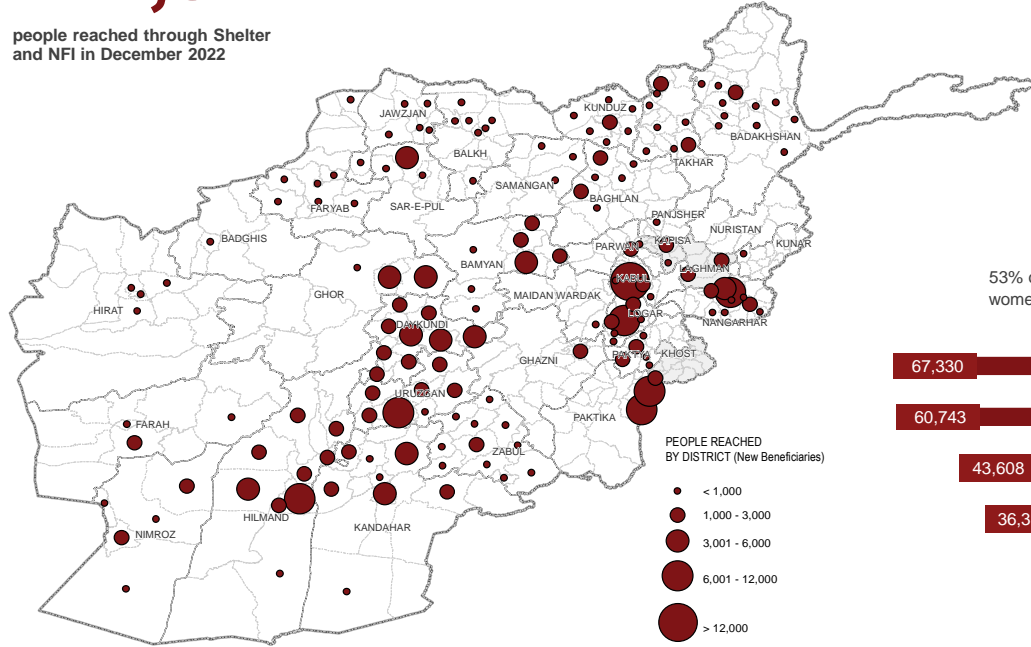 people reached through Shelter
and NFI in December 2022
JAWZJAN
KUNDUZ
BALKH
BADAKHSHAN
TAKHAR
SAMANGAN
BAGHLAN
FARYAB
SAR-E-PUL
PANJSHER
NURISTAN
BADGHIS
PARWAN
KAPISA
KUNAR
BAMYAN
LAGHMAN
KABUL
GHOR
MAIDAN WARDAK
HIRAT
LOGAR
NANGARHAR
DAYKUNDI
GHAZNI
PAKTYA
KHOST
URUZGAN
PAKTIKA
FARAH
ZABUL
HILMAND
KANDAHAR
NIMROZ
53%
wome
67,330
60,743
43,608
36,3
PEOPLE REACHED
BY DISTRICT (New Beneficiaries)
< 1,000
1,000 - 3,000
3,001 - 6,000
6,001 - 12,000
> 12,000